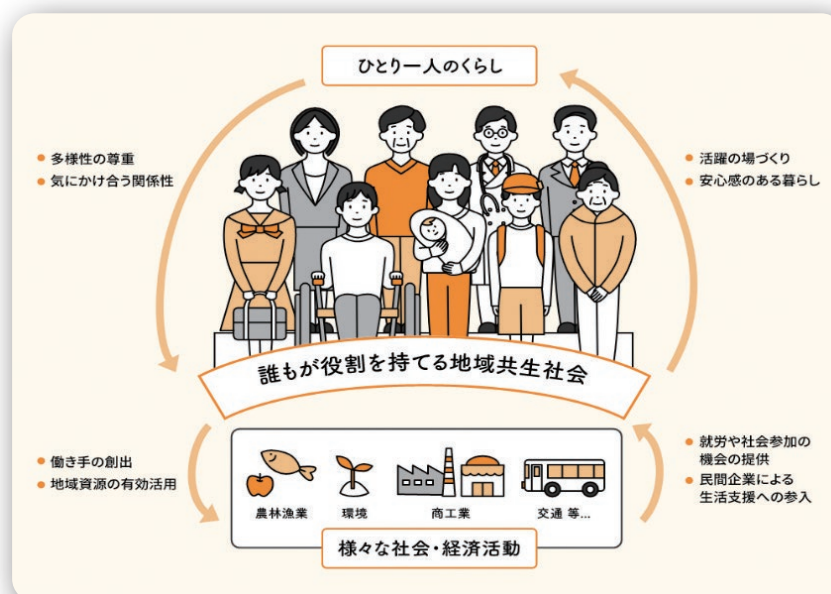 ひとり一人のくらし
多様性の尊重
気にかけ合う関係性
活躍の場づくり
安心感のある暮らし
誰もが役割を持てる地域共生社会
働き手の創出
地域資源の有効活用
就労や社会参加の
機会の提供
民間企業による
生活支援への参入
農林漁業
環境
商工業
交通 等...
様々な社会・経済活動